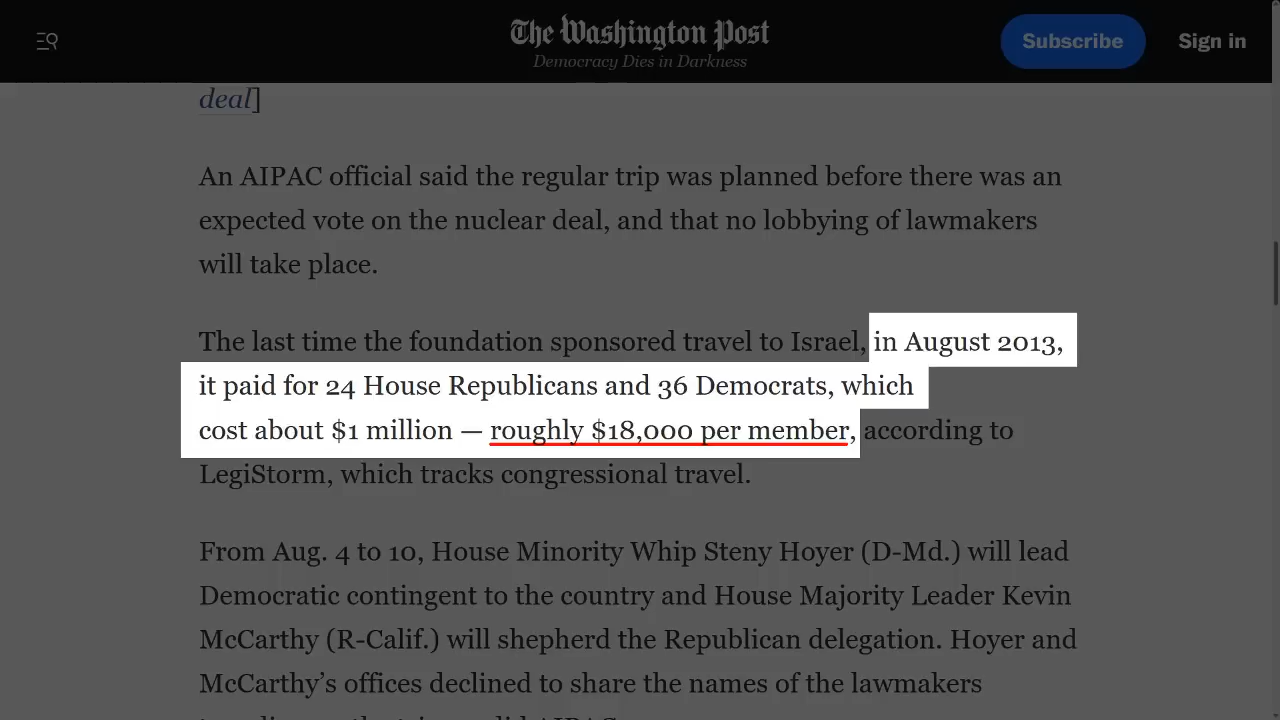 The Washington Post
Democracy Dies in Darkness
Subscribe
Sign in
deal]
An AIPAC official said the regular trip was planned before there was an
expected vote on the nuclear deal, and that no lobbying of lawmakers
will take place.
The last time the foundation sponsored travel to Israel, in August 2013,
it paid for 24 House Republicans and 36 Democrats, which
cost about $1 million — roughly $18,000 per member, according to
LegiStorm, which tracks congressional travel.
From Aug. 4 to 10, House Minority Whip Steny Hoyer (D-Md.) will lead
Democratic contingent to the country and House Majority Leader Kevin
McCarthy (R-Calif.) will shepherd the Republican delegation. Hoyer and
McCarthy’s offices declined to share the names of the lawmakers